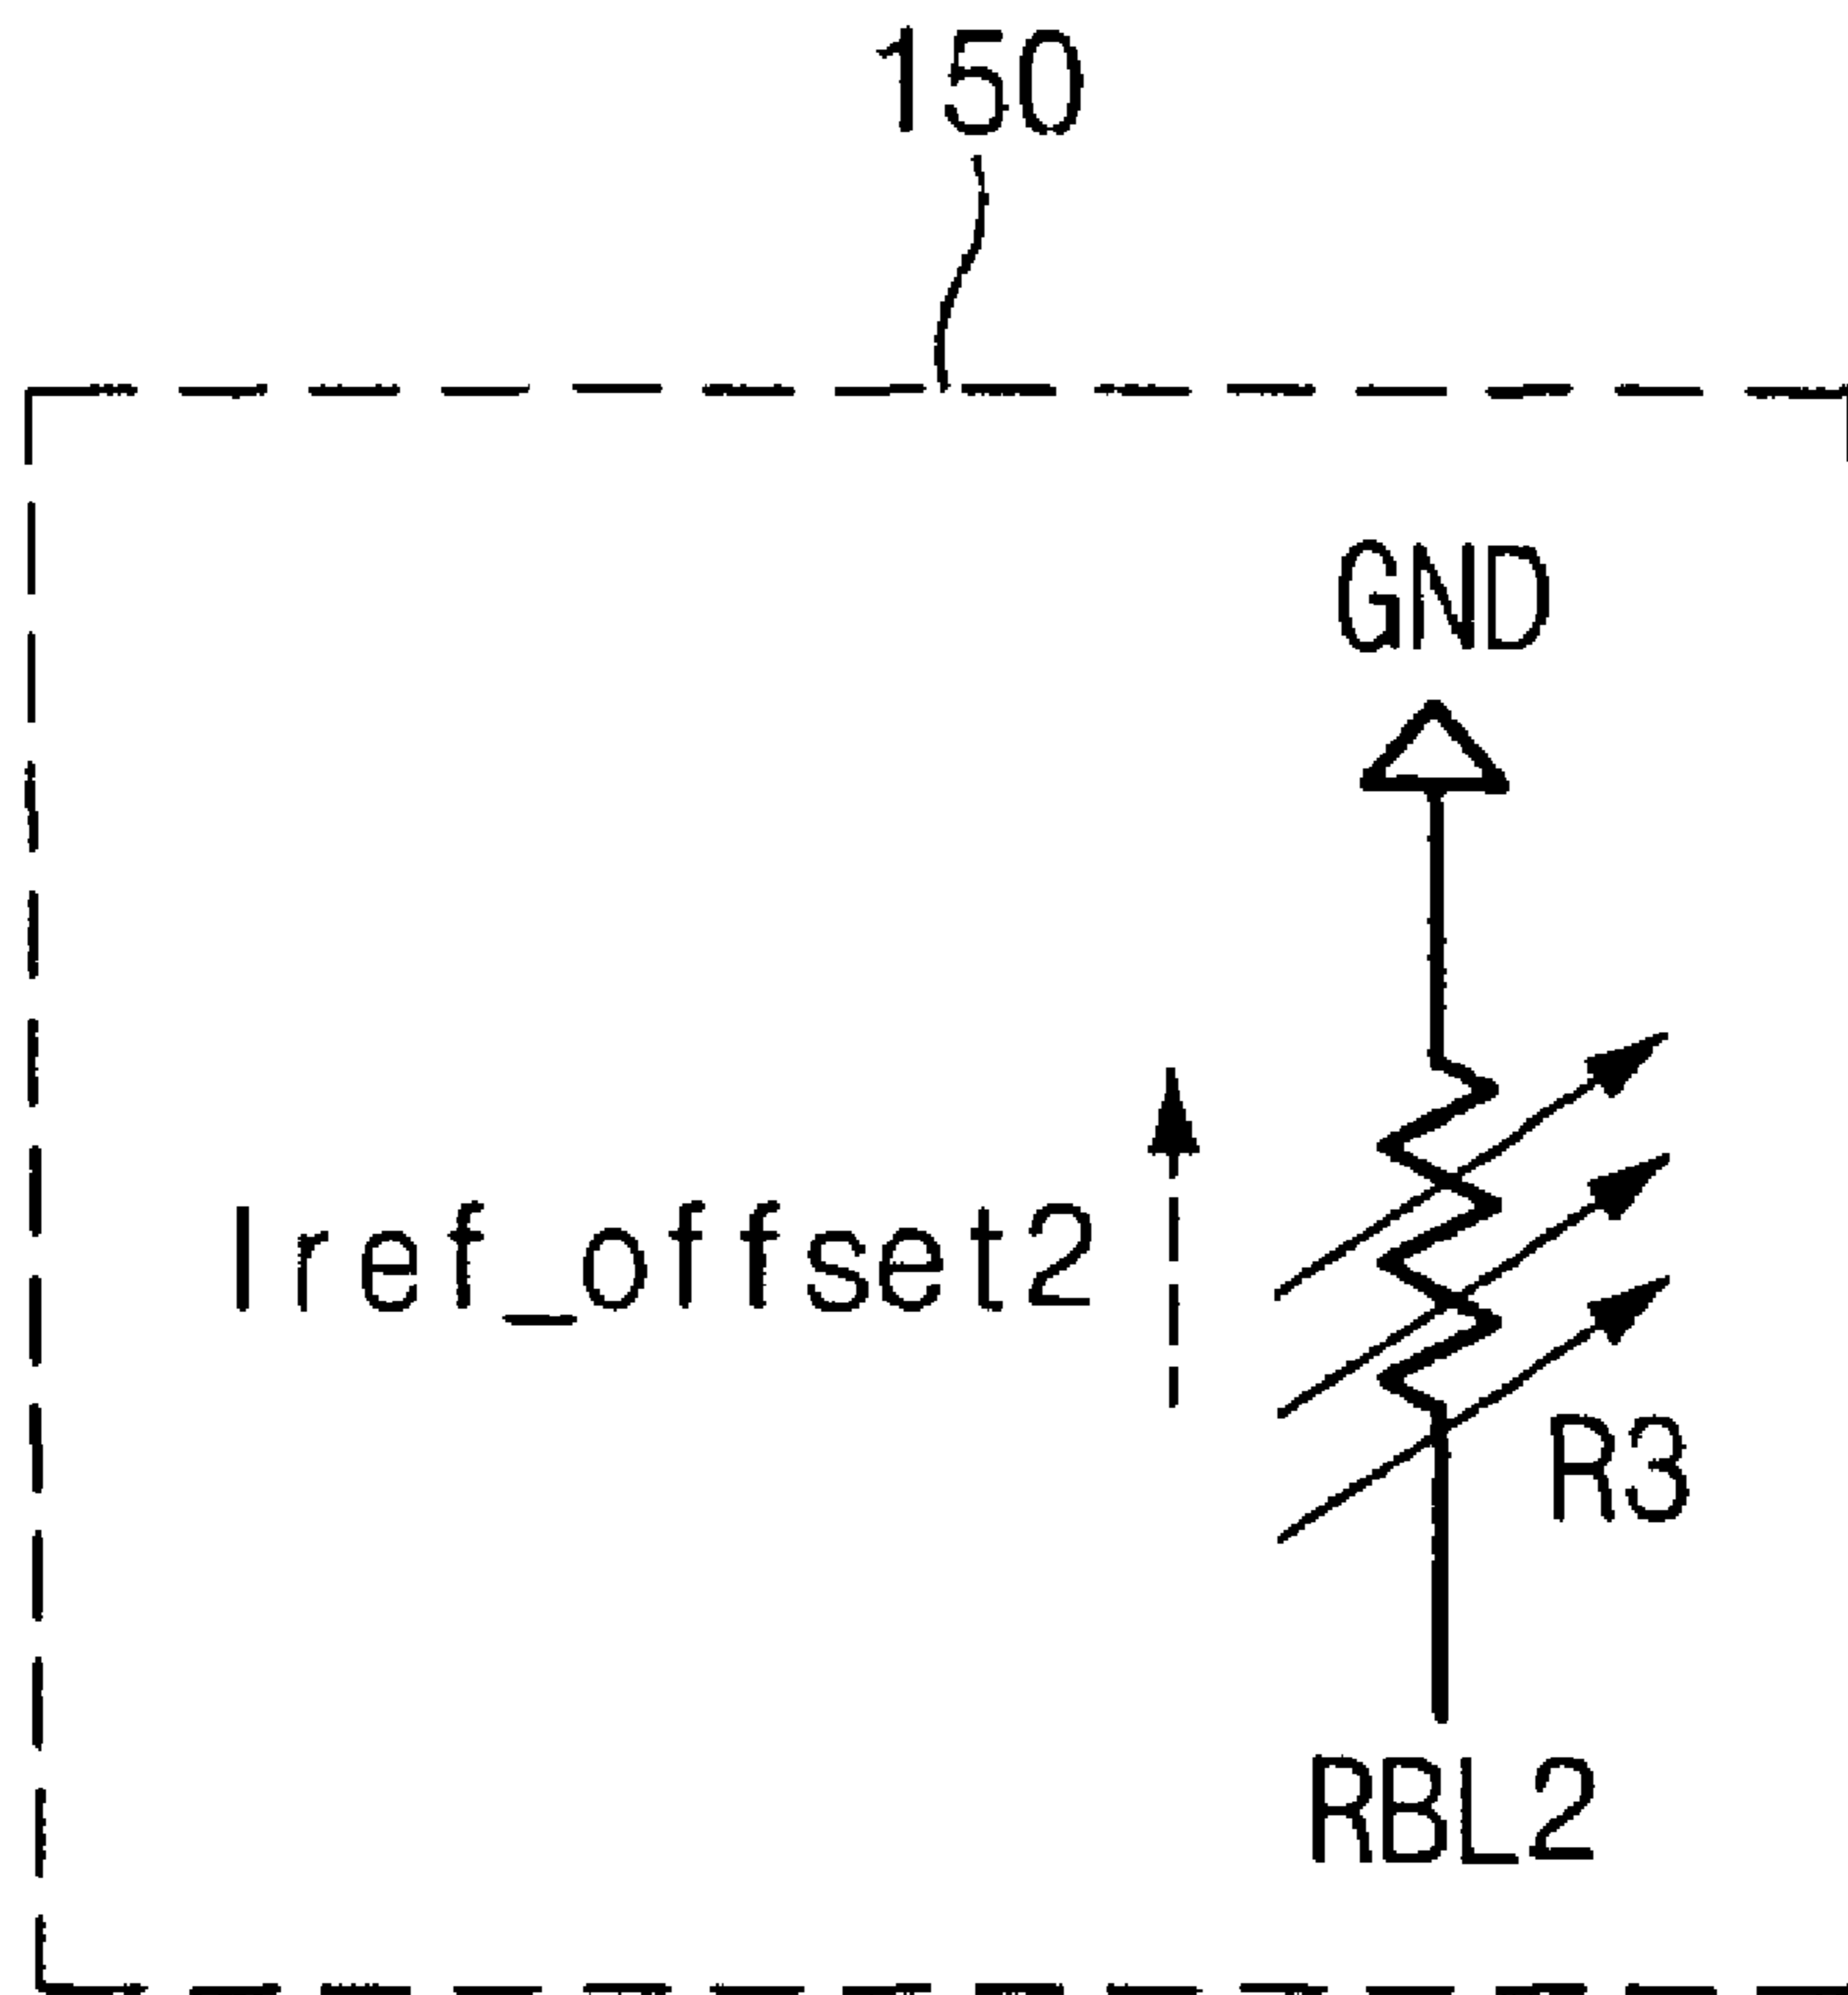 150
GND
Iref_offset2
R3
RBL2